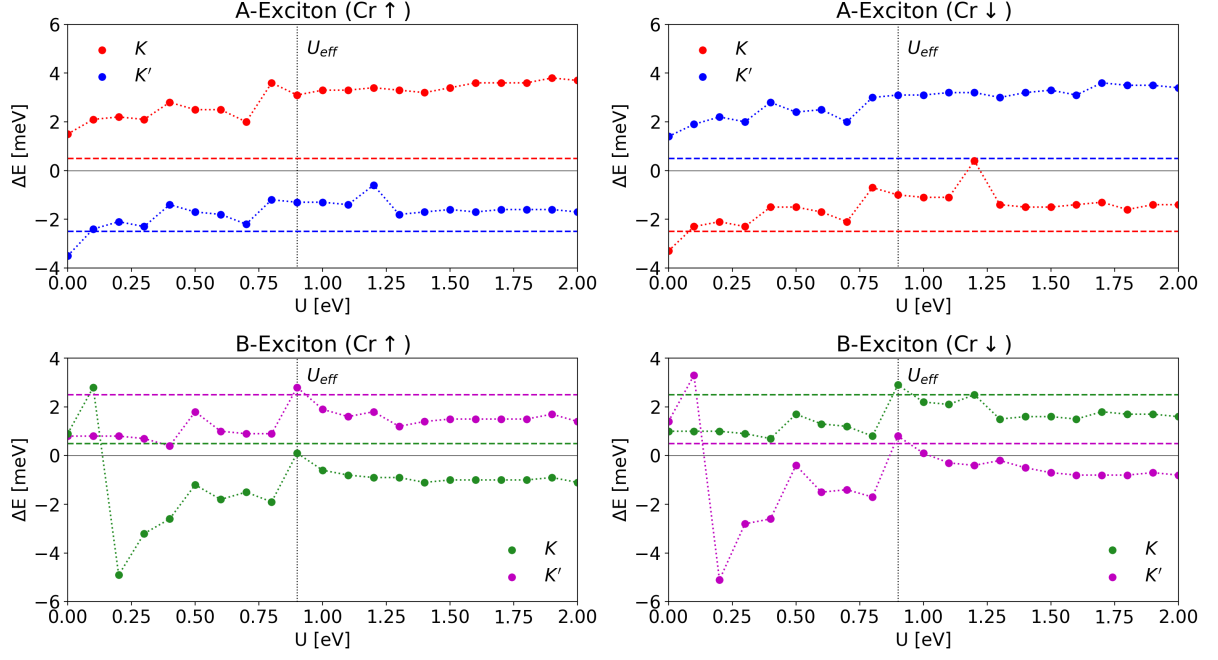 A-Exciton (Cr ↑)
6
4
2
0
−2
−4
ΔE [meV]
K
K′
U_eff
0.00 0.25 0.50 0.75 1.00 1.25 1.50 1.75 2.00
U [eV]
A-Exciton (Cr ↓)
6
4
2
0
−2
−4
ΔE [meV]
K
K′
U_eff
0.00 0.25 0.50 0.75 1.00 1.25 1.50 1.75 2.00
U [eV]
B-Exciton (Cr ↑)
4
2
0
−2
−4
−6
ΔE [meV]
U_eff
K
K′
0.00 0.25 0.50 0.75 1.00 1.25 1.50 1.75 2.00
U [eV]
B-Exciton (Cr ↓)
4
2
0
−2
−4
−6
ΔE [meV]
U_eff
K
K′
0.00 0.25 0.50 0.75 1.00 1.25 1.50 1.75 2.00
U [eV]